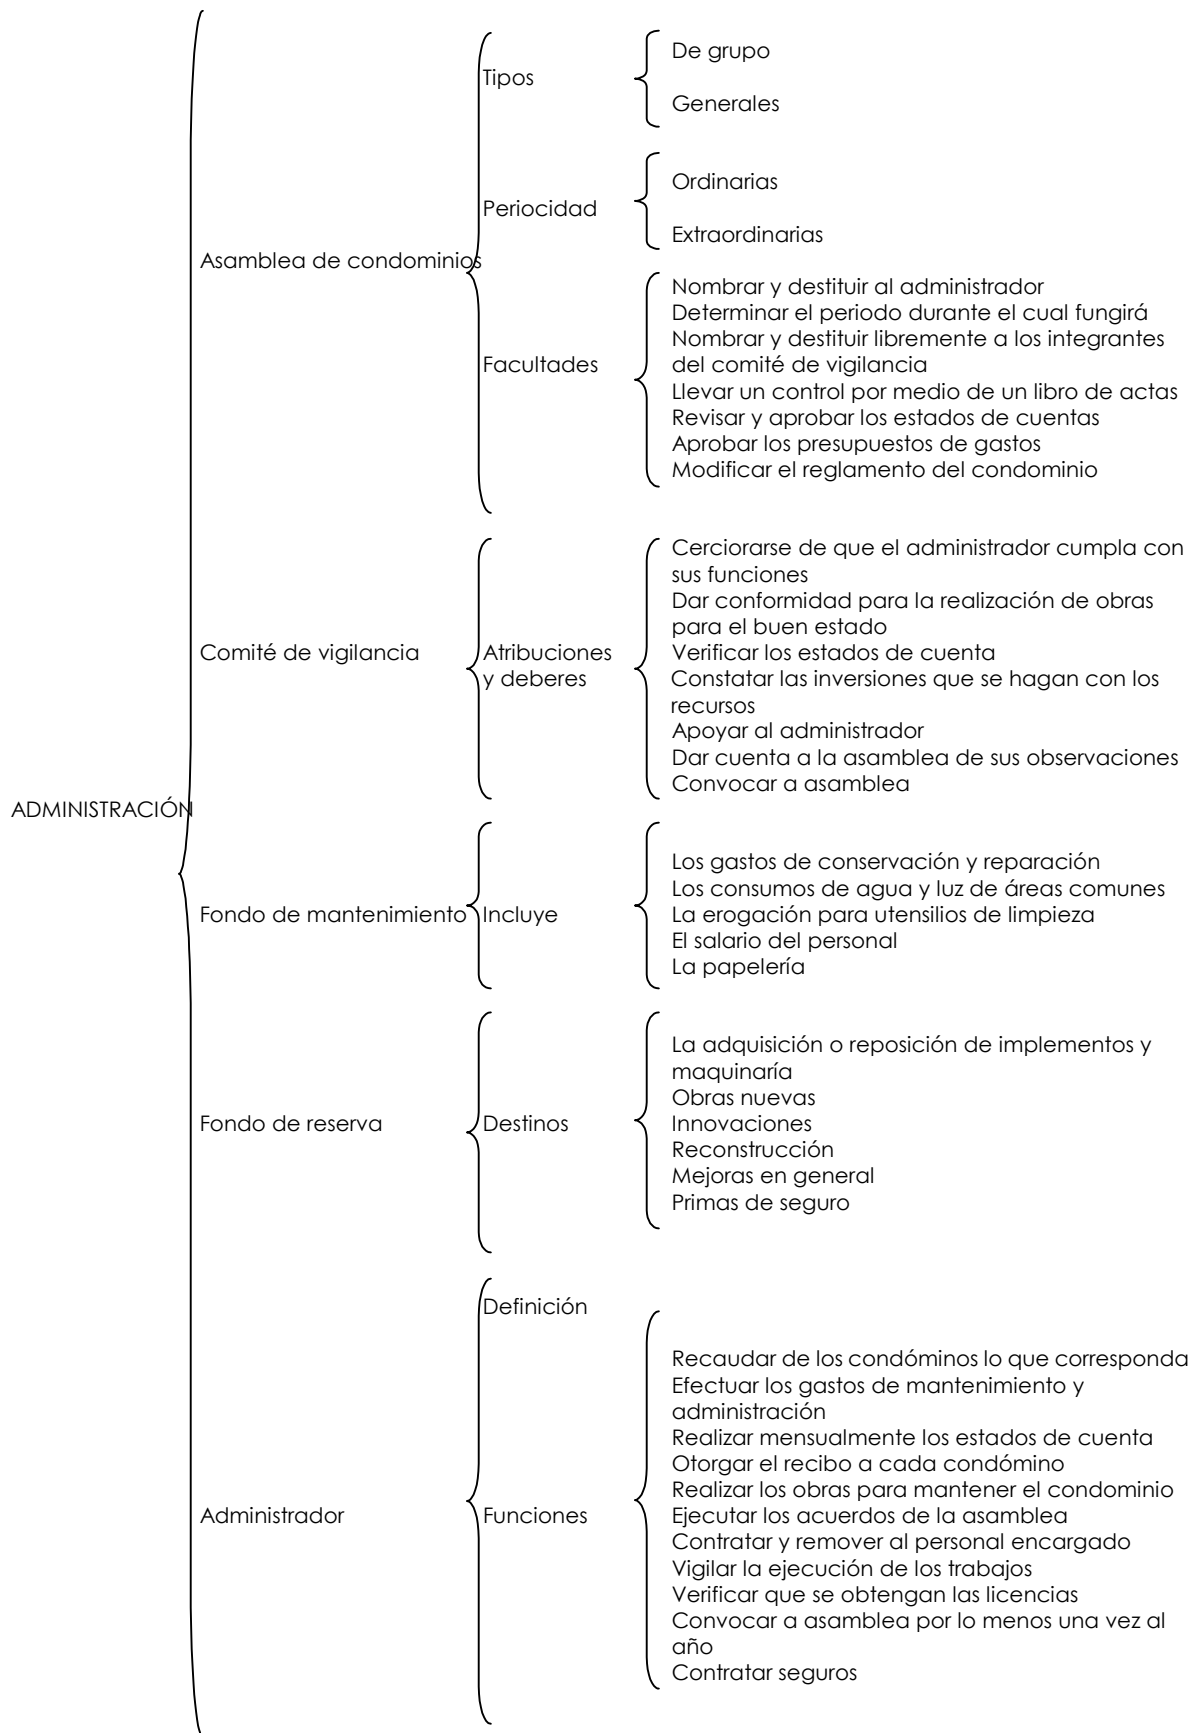 ADMINISTRACIÓN
Asamblea de condominios
Tipos
De grupo
Generales
Periocidad
Ordinarias
Extraordinarias
Facultades
Nombrar y destituir al administrador
Determinar el periodo durante el cual fungirá
Nombrar y destituir libremente a los integrantes
del comité de vigilancia
Llevar un control por medio de un libro de actas
Revisar y aprobar los estados de cuentas
Aprobar los presupuestos de gastos
Modificar el reglamento del condominio
Comité de vigilancia
Atribuciones
y deberes
Cerciorarse de que el administrador cumpla con
sus funciones
Dar conformidad para la realización de obras
para el buen estado
Verificar los estados de cuenta
Constatar las inversiones que se hagan con los
recursos
Apoyar al administrador
Dar cuenta a la asamblea de sus observaciones
Convocar a asamblea
Fondo de mantenimiento
Incluye
Los gastos de conservación y reparación
Los consumos de agua y luz de áreas comunes
La erogación para utensilios de limpieza
El salario del personal
La papelería
Fondo de reserva
Destinos
La adquisición o reposición de implementos y
maquinaría
Obras nuevas
Innovaciones
Reconstrucción
Mejoras en general
Primas de seguro
Administrador
Definición
Funciones
Recaudar de los condóminos lo que corresponda
Efectuar los gastos de mantenimiento y
administración
Realizar mensualmente los estados de cuenta
Otorgar el recibo a cada condómino
Realizar los obras para mantener el condominio
Ejecutar los acuerdos de la asamblea
Contratar y remover al personal encargado
Vigilar la ejecución de los trabajos
Verificar que se obtengan las licencias
Convocar a asamblea por lo menos una vez al
año
Contratar seguros